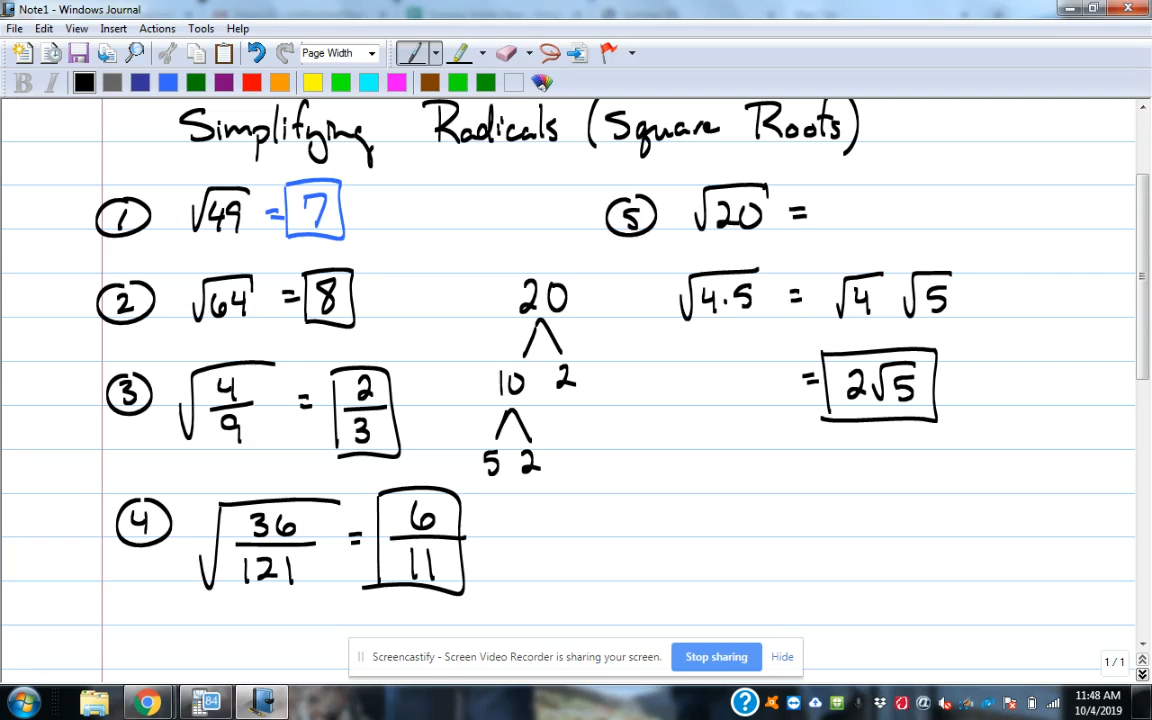 Note1 - Windows Journal
File Edit View Insert Actions Tools Help
Page Width
B I
Simplifying Radicals (Square Roots)
① √49 = 7
⑤ √20 =
② √64 = 8
20
√4·5 = √4 √5
③ √4/9 = 2/3
10 2
= 2√5
5 2
④ √36/121 = 6/11
Screencastify - Screen Video Recorder is sharing your screen. Stop sharing Hide
1 / 1
84
11:48 AM
10/4/2019